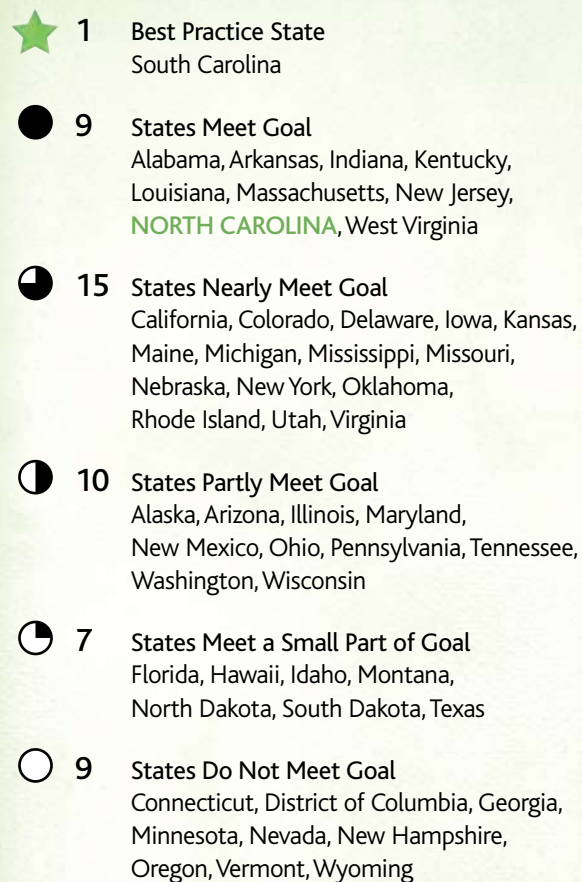 1 Best Practice State
South Carolina
9 States Meet Goal
Alabama, Arkansas, Indiana, Kentucky,
Louisiana, Massachusetts, New Jersey,
NORTH CAROLINA, West Virginia
15 States Nearly Meet Goal
California, Colorado, Delaware, Iowa, Kansas,
Maine, Michigan, Mississippi, Missouri,
Nebraska, New York, Oklahoma,
Rhode Island, Utah, Virginia
10 States Partly Meet Goal
Alaska, Arizona, Illinois, Maryland,
New Mexico, Ohio, Pennsylvania, Tennessee,
Washington, Wisconsin
7 States Meet a Small Part of Goal
Florida, Hawaii, Idaho, Montana,
North Dakota, South Dakota, Texas
9 States Do Not Meet Goal
Connecticut, District of Columbia, Georgia,
Minnesota, Nevada, New Hampshire,
Oregon, Vermont, Wyoming